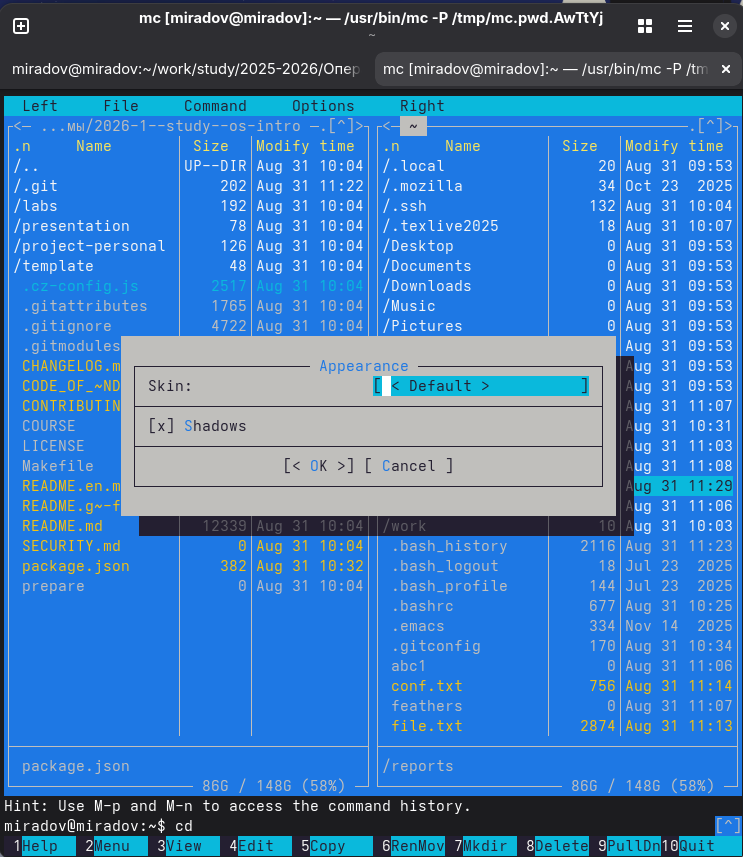 mc [miradov@miradov]:~ — /usr/bin/mc -P /tmp/mc.pwd.AwTtYj
~
miradov@miradov:~/work/study/2025-2026/Опер
mc [miradov@miradov]:~ — /usr/bin/mc -P /tm
Left File Command Options Right
<— ...мы/2026-1--study--os-intro —.[^]> <— ~ .[^]>
.n Name Size Modify time .n Name Size Modify time
/.. UP--DIR Aug 31 10:04 /.local 20 Aug 31 09:53
/.git 202 Aug 31 11:22 /.mozilla 34 Oct 23 2025
/labs 192 Aug 31 10:04 /.ssh 132 Aug 31 10:04
/presentation 78 Aug 31 10:04 /.texlive2025 18 Aug 31 10:07
/project-personal 126 Aug 31 10:04 /Desktop 0 Aug 31 09:53
/template 48 Aug 31 10:04 /Documents 0 Aug 31 09:53
.cz-config.js 2517 Aug 31 10:04 /Downloads 0 Aug 31 09:53
.gitattributes 1765 Aug 31 10:04 /Music 0 Aug 31 09:53
.gitignore 4722 Aug 31 10:04 /Pictures 0 Aug 31 09:53
.gitmodules Aug 31 09:53
CHANGELOG.m Appearance Aug 31 09:53
CODE_OF_~ND Skin: [ < Default > ] Aug 31 09:53
CONTRIBUTIN Aug 31 11:07
COURSE [x] Shadows Aug 31 10:31
LICENSE Aug 31 11:03
Makefile [< OK >] [ Cancel ] Aug 31 11:08
README.en.m Aug 31 11:29
README.g~-f Aug 31 11:06
README.md 12339 Aug 31 10:04 /work 10 Aug 31 10:03
SECURITY.md 0 Aug 31 10:04 .bash_history 2116 Aug 31 11:23
package.json 382 Aug 31 10:32 .bash_logout 18 Jul 23 2025
prepare 0 Aug 31 10:04 .bash_profile 144 Jul 23 2025
.bashrc 677 Aug 31 10:25
.emacs 334 Nov 14 2025
.gitconfig 170 Aug 31 10:34
abc1 0 Aug 31 11:06
conf.txt 756 Aug 31 11:14
feathers 0 Aug 31 11:07
file.txt 2874 Aug 31 11:13
package.json /reports
86G / 148G (58%) 86G / 148G (58%)
Hint: Use M-p and M-n to access the command history.
miradov@miradov:~$ cd [^]
1Help 2Menu 3View 4Edit 5Copy 6RenMov 7Mkdir 8Delete 9PullDn 10Quit